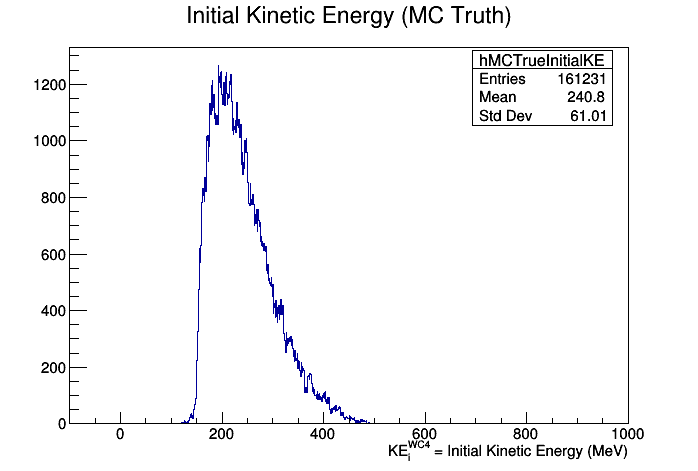 Initial Kinetic Energy (MC Truth)
hMCTrueInitialKE
Entries 161231
Mean 240.8
Std Dev 61.01
1200
1000
800
600
400
200
0
0 200 400 600 800 1000
KE_i^WC4 = Initial Kinetic Energy (MeV)